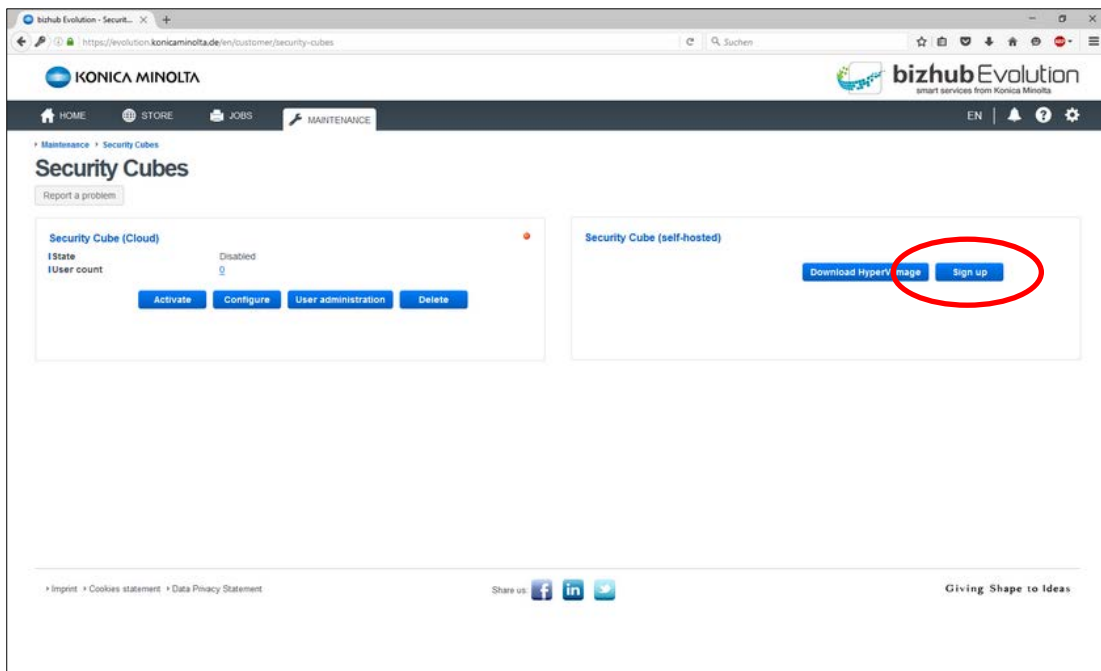 bizhub Evolution - Securit...
https://evolution.konicaminolta.de/en/customer/security-cubes
Suchen
KONICA MINOLTA
bizhub Evolution
smart services from Konica Minolta
HOME STORE JOBS MAINTENANCE EN
Maintenance Security Cubes
Security Cubes
Report a problem
Security Cube (Cloud)
State Disabled
User count 0
Activate Configure User administration Delete
Security Cube (self-hosted)
Download HyperV image Sign up
Imprint Cookies statement Data Privacy Statement
Share us:
Giving Shape to Ideas